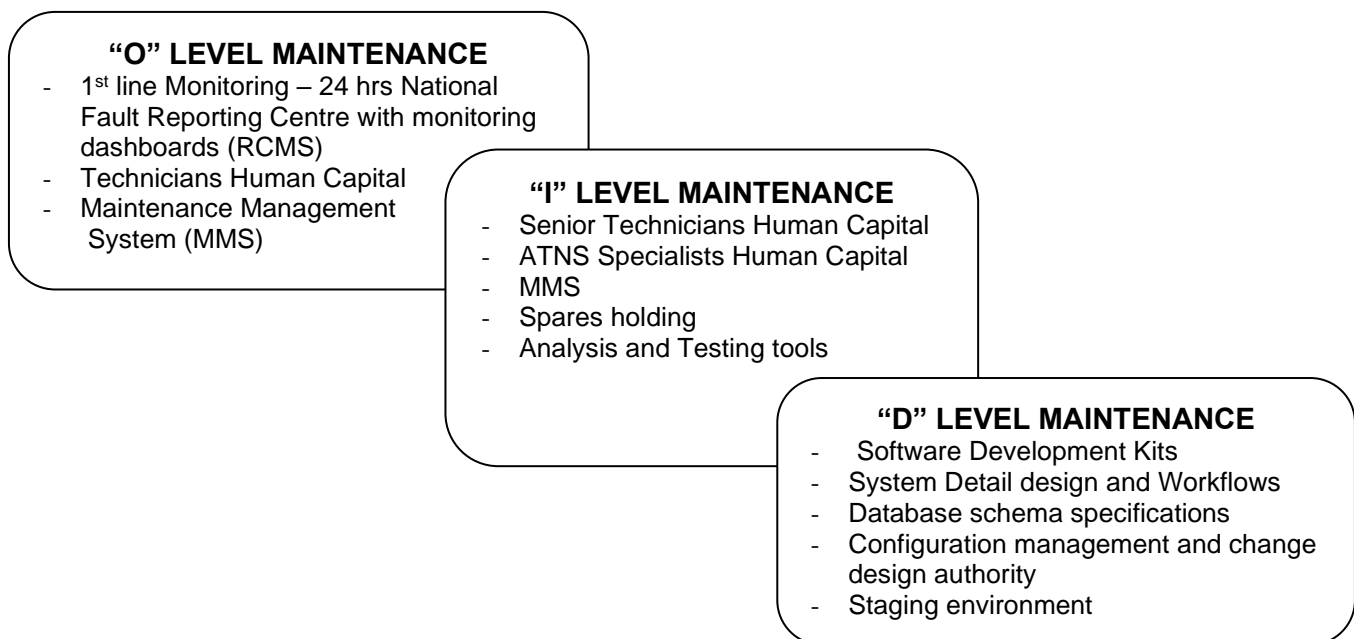 “O” LEVEL MAINTENANCE
- 1st line Monitoring – 24 hrs National
Fault Reporting Centre with monitoring
dashboards (RCMS)
- Technicians Human Capital
- Maintenance Management
System (MMS)
“I” LEVEL MAINTENANCE
- Senior Technicians Human Capital
- ATNS Specialists Human Capital
- MMS
- Spares holding
- Analysis and Testing tools
“D” LEVEL MAINTENANCE
- Software Development Kits
- System Detail design and Workflows
- Database schema specifications
- Configuration management and change
design authority
- Staging environment